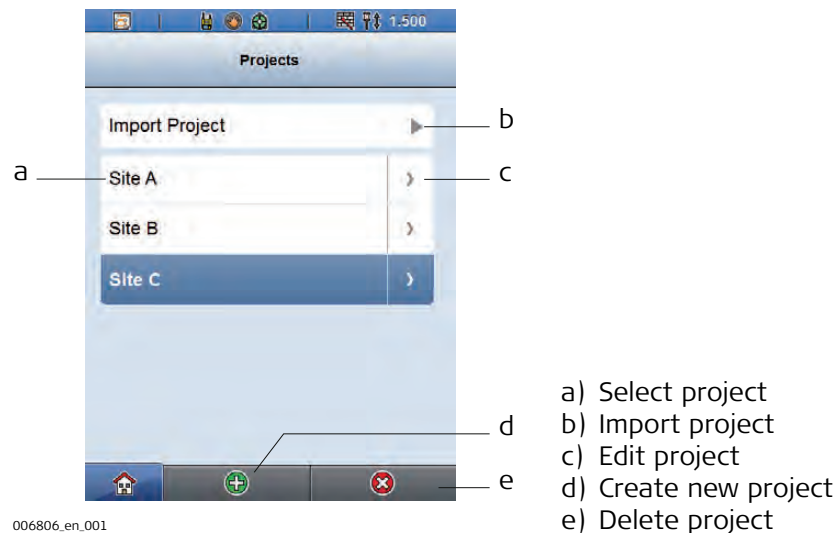 1.500
Projects
Import Project
b
a
Site A
c
Site B
Site C
d
e
a) Select project
b) Import project
c) Edit project
d) Create new project
e) Delete project
006806_en_001